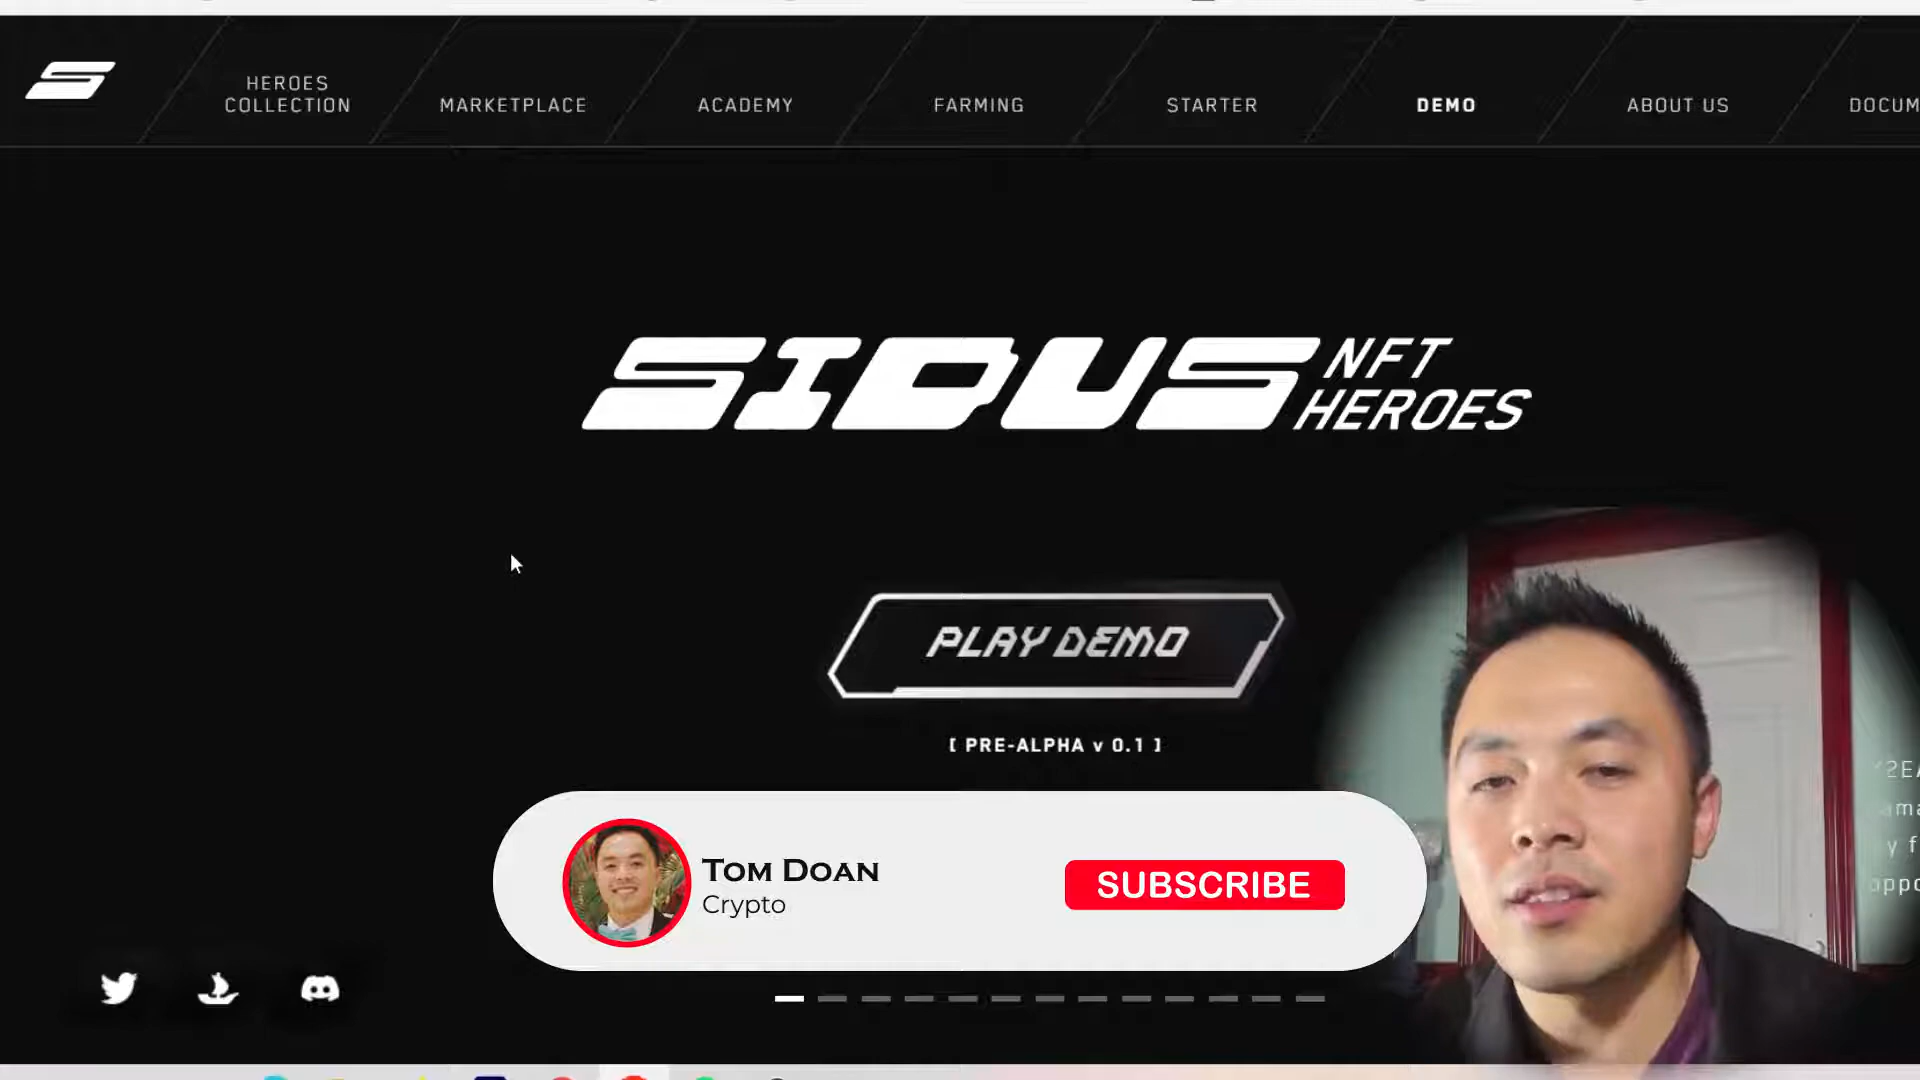 HEROES
COLLECTION
MARKETPLACE
ACADEMY
FARMING
STARTER
DEMO
ABOUT US
DOCUM
SIDUS NFT
HEROES
PLAY DEMO
[ PRE-ALPHA v 0.1 ]
TOM DOAN
Crypto
SUBSCRIBE